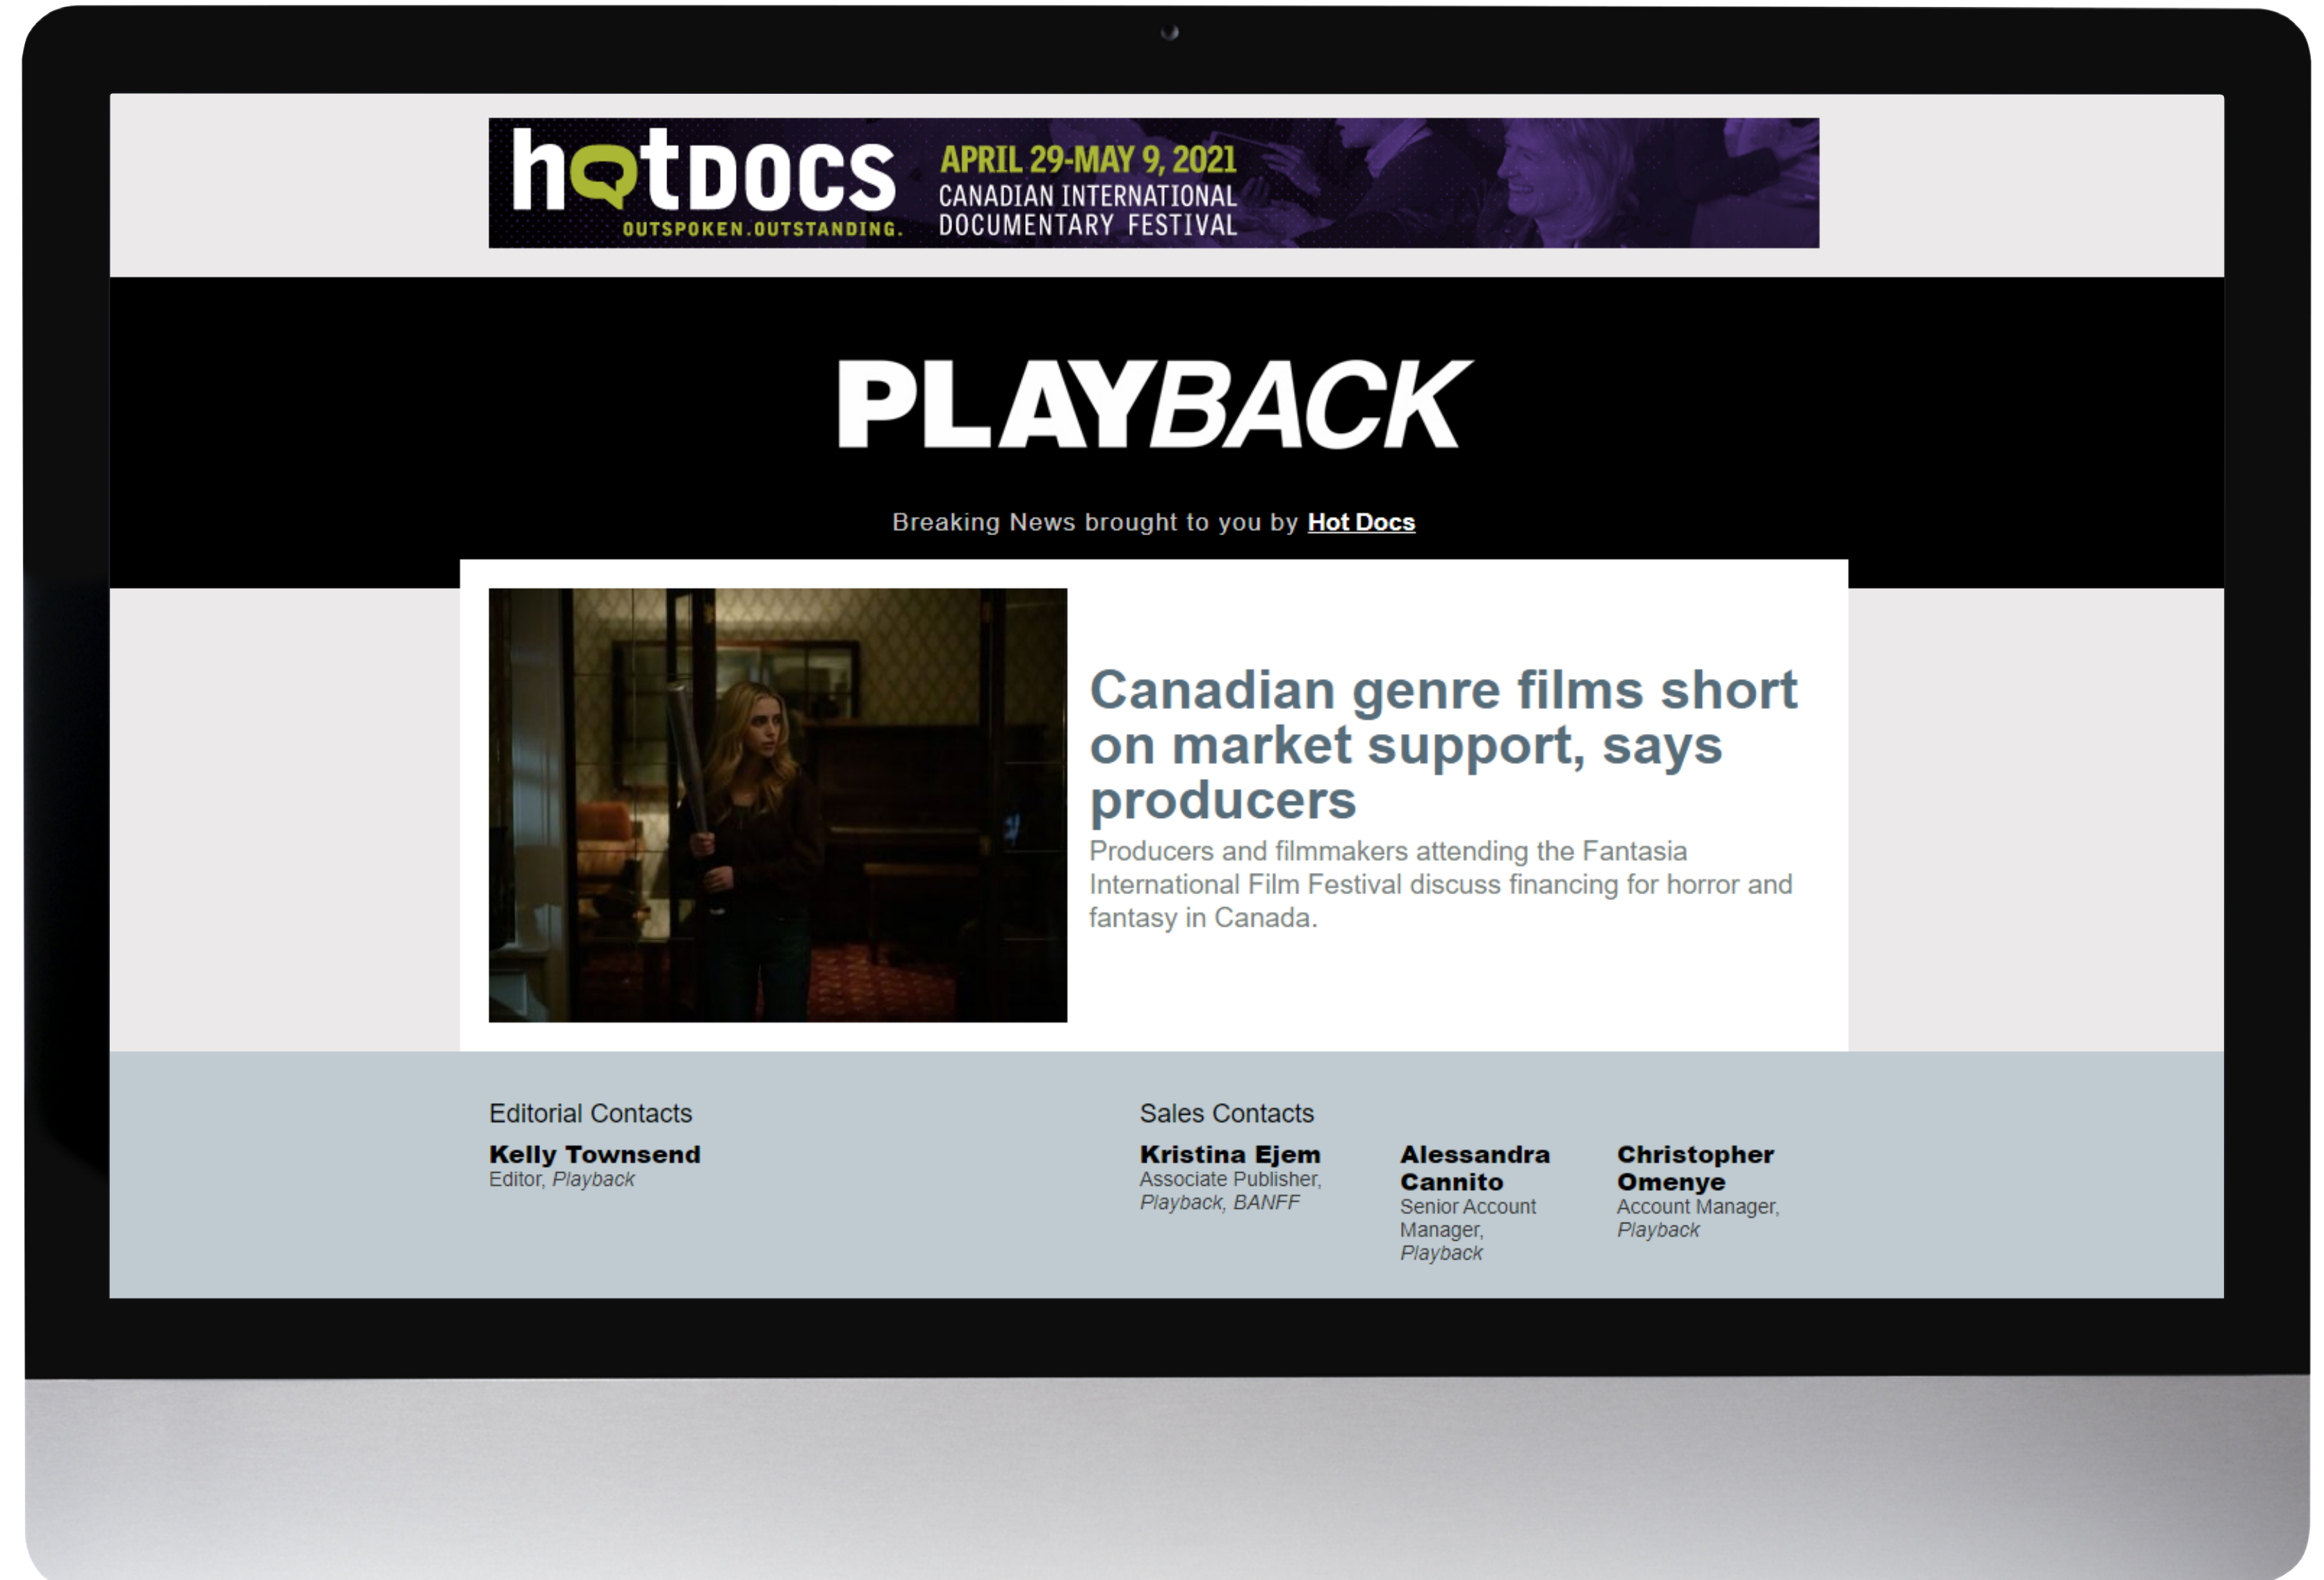 hotDOCS
OUTSPOKEN.OUTSTANDING.
APRIL 29-MAY 9, 2021
CANADIAN INTERNATIONAL
DOCUMENTARY FESTIVAL
PLAYBACK
Breaking News brought to you by Hot Docs
Canadian genre films short
on market support, says
producers
Producers and filmmakers attending the Fantasia
International Film Festival discuss financing for horror and
fantasy in Canada.
Editorial Contacts
Kelly Townsend
Editor, Playback
Sales Contacts
Kristina Ejem
Associate Publisher,
Playback, BANFF
Alessandra
Cannito
Senior Account
Manager,
Playback
Christopher
Omenye
Account Manager,
Playback